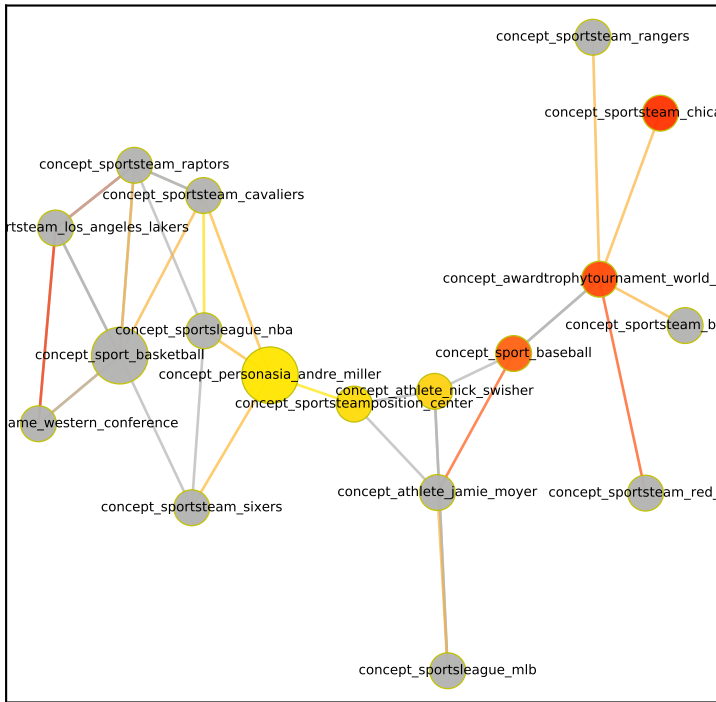 concept_sportsteam_rangers
concept_sportsteam_chica
concept_sportsteam_raptors
concept_sportsteam_cavaliers
rtsteam_los_angeles_lakers
concept_awardtrophytournament_world_
concept_sportsteam_b
concept_sportsleague_nba
concept_sport_basketball
concept_sport_baseball
concept_personasia_andre_miller
concept_athlete_nick_swisher
concept_sportsteamposition_center
ame_western_conference
concept_athlete_jamie_moyer
concept_sportsteam_red_
concept_sportsteam_sixers
concept_sportsleague_mlb